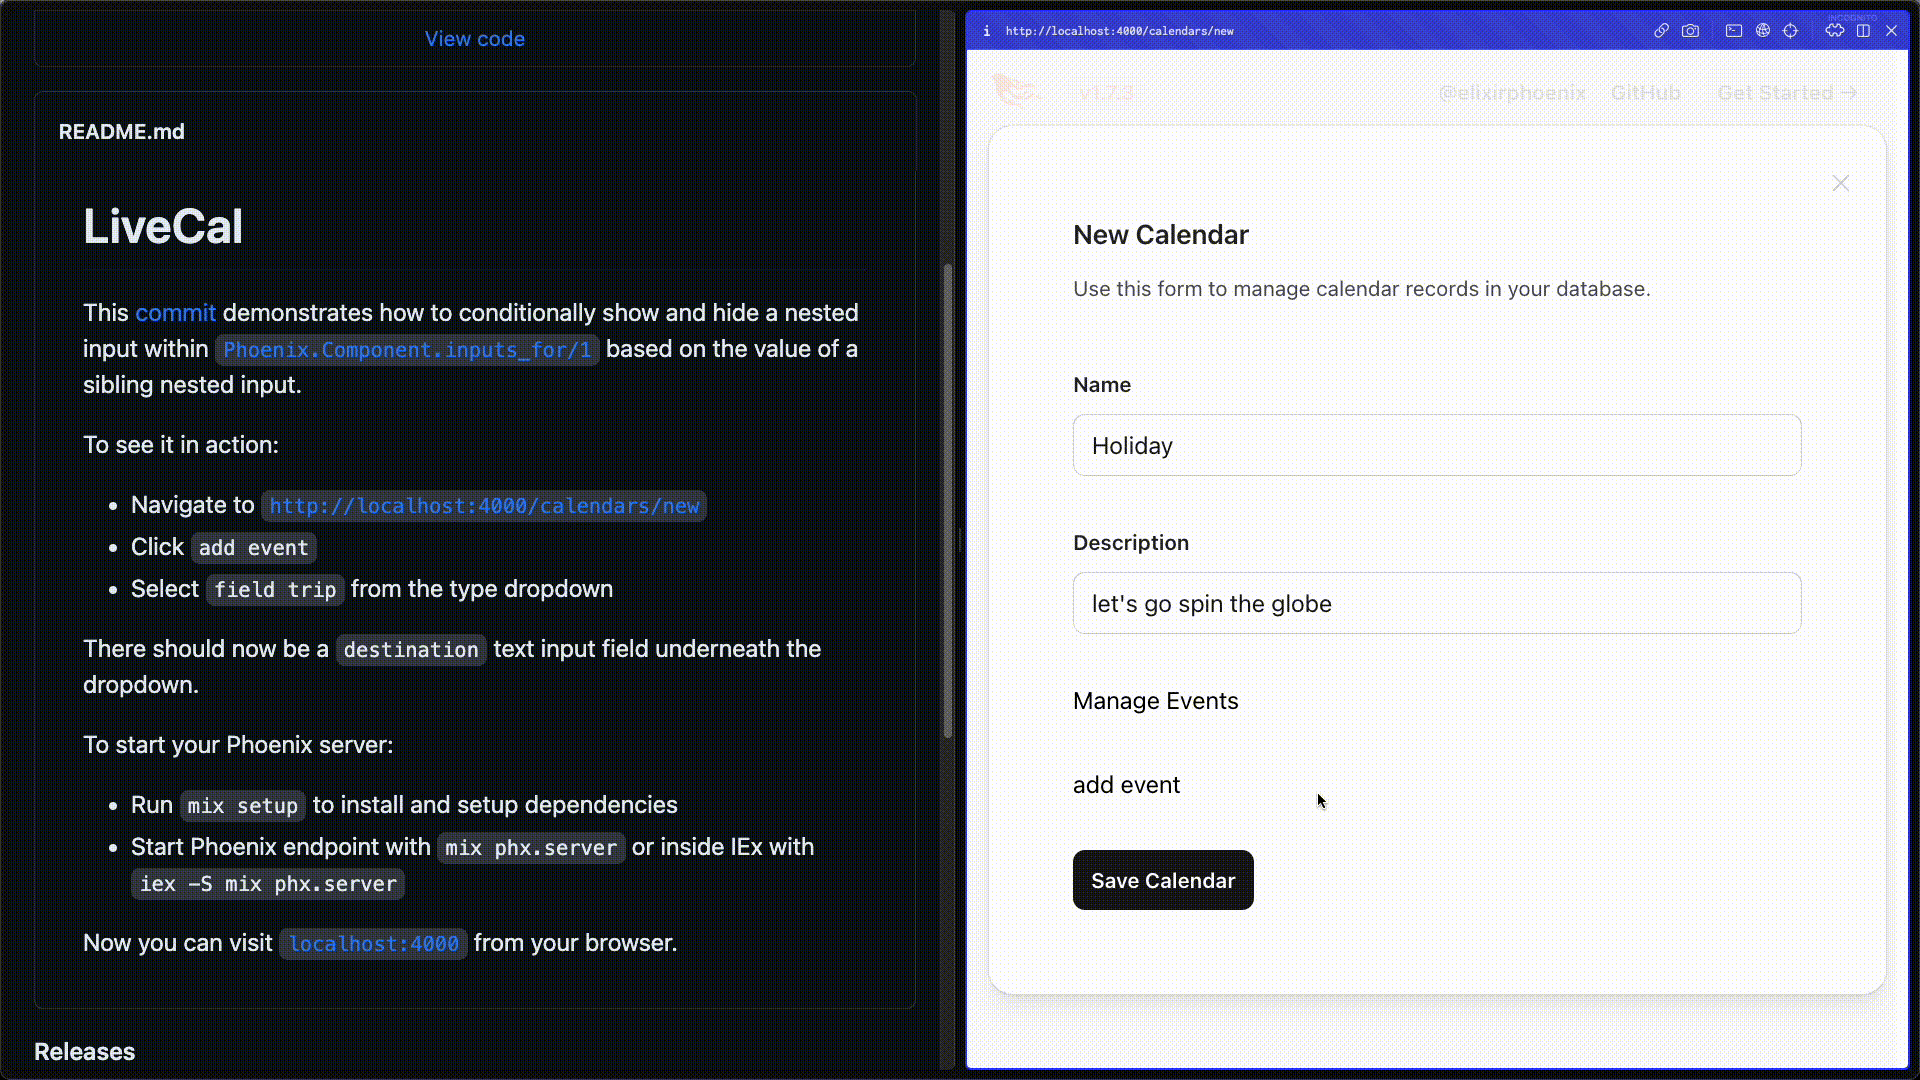 View code
README.md
LiveCal
This commit demonstrates how to conditionally show and hide a nested
input within Phoenix.Component.inputs_for/1 based on the value of a
sibling nested input.
To see it in action:
Navigate to http://localhost:4000/calendars/new
Click add event
Select field trip from the type dropdown
There should now be a destination text input field underneath the
dropdown.
To start your Phoenix server:
Run mix setup to install and setup dependencies
Start Phoenix endpoint with mix phx.server or inside IEx with
iex -S mix phx.server
Now you can visit localhost:4000 from your browser.
Releases
INCOGNITO
i http://localhost:4000/calendars/new
@elixirphoenix GitHub Get Started →
New Calendar
Use this form to manage calendar records in your database.
Name
Holiday
Description
let's go spin the globe
Manage Events
add event
Save Calendar